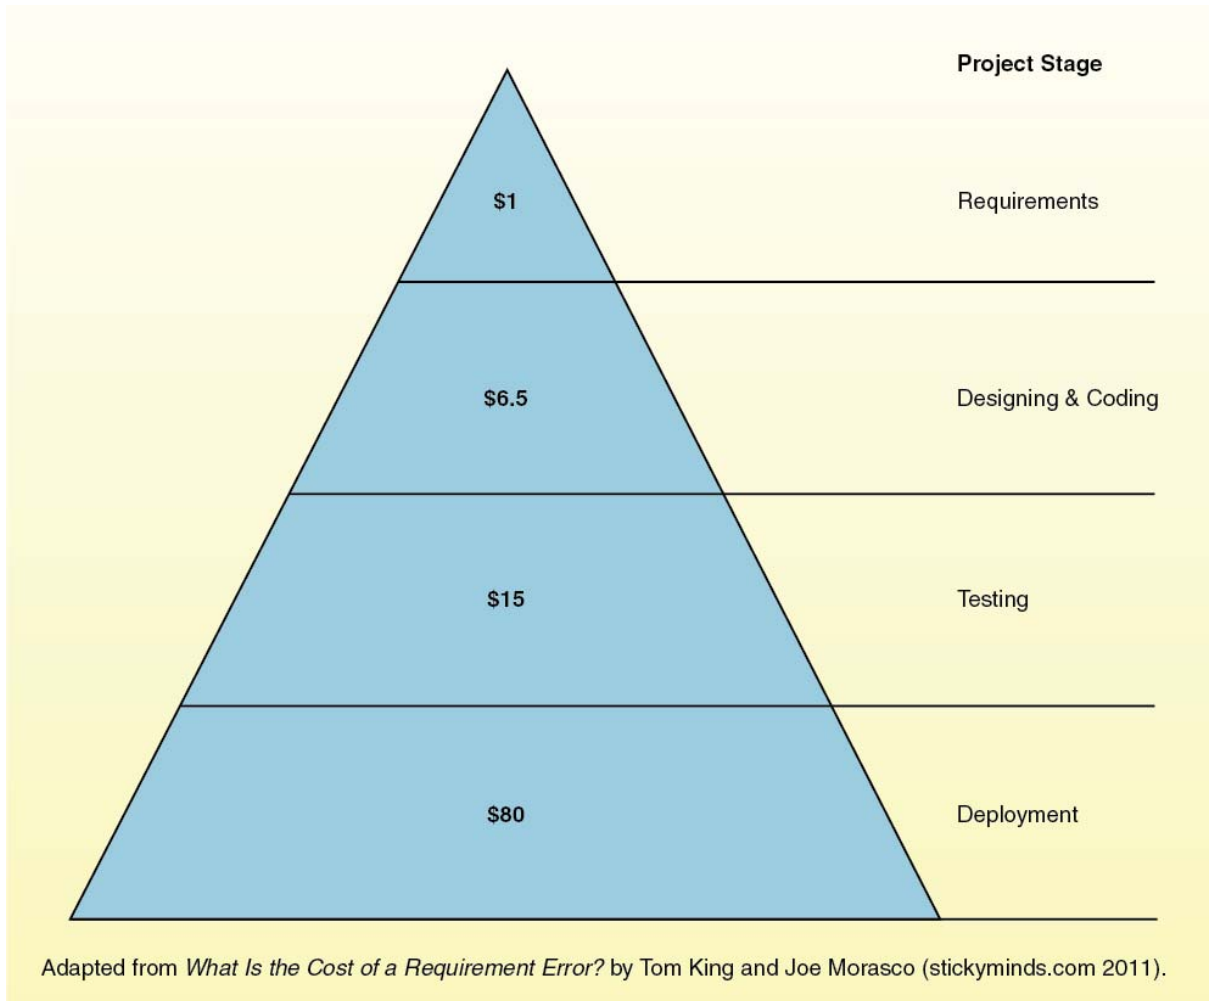 Project Stage
$1
Requirements
$6.5
Designing & Coding
$15
Testing
$80
Deployment
Adapted from What Is the Cost of a Requirement Error? by Tom King and Joe Morasco (stickyminds.com 2011).